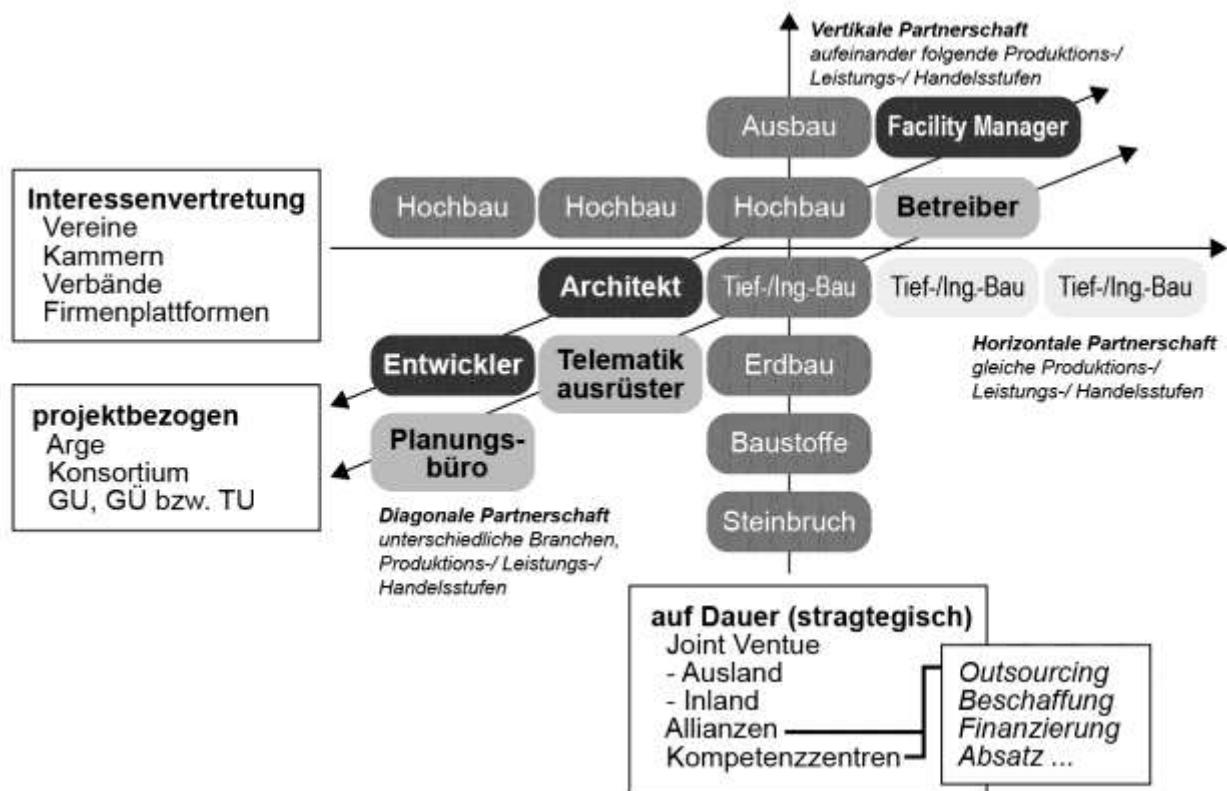 Vertikale Partnerschaft
aufeinander folgende Produktions-/
Leistungs-/ Handelsstufen
Ausbau
Facility Manager
Interessenvertretung
Vereine
Kammern
Verbände
Firmenplattformen
Hochbau
Hochbau
Hochbau
Betreiber
Architekt
Tief-/Ing.-Bau
Tief-/Ing.-Bau
Tief-/Ing.-Bau
Entwickler
Telematik
ausrüster
Erdbau
Horizontale Partnerschaft
gleiche Produktions-/
Leistungs-/ Handelsstufen
projektbezogen
Arge
Konsortium
GU, GÜ bzw. TU
Planungs-
büro
Baustoffe
Steinbruch
Diagonale Partnerschaft
unterschiedliche Branchen,
Produktions-/ Leistungs-/
Handelsstufen
auf Dauer (stragtegisch)
Joint Ventue
- Ausland
- Inland
Allianzen
Kompetenzzentren
Outsourcing
Beschaffung
Finanzierung
Absatz ...